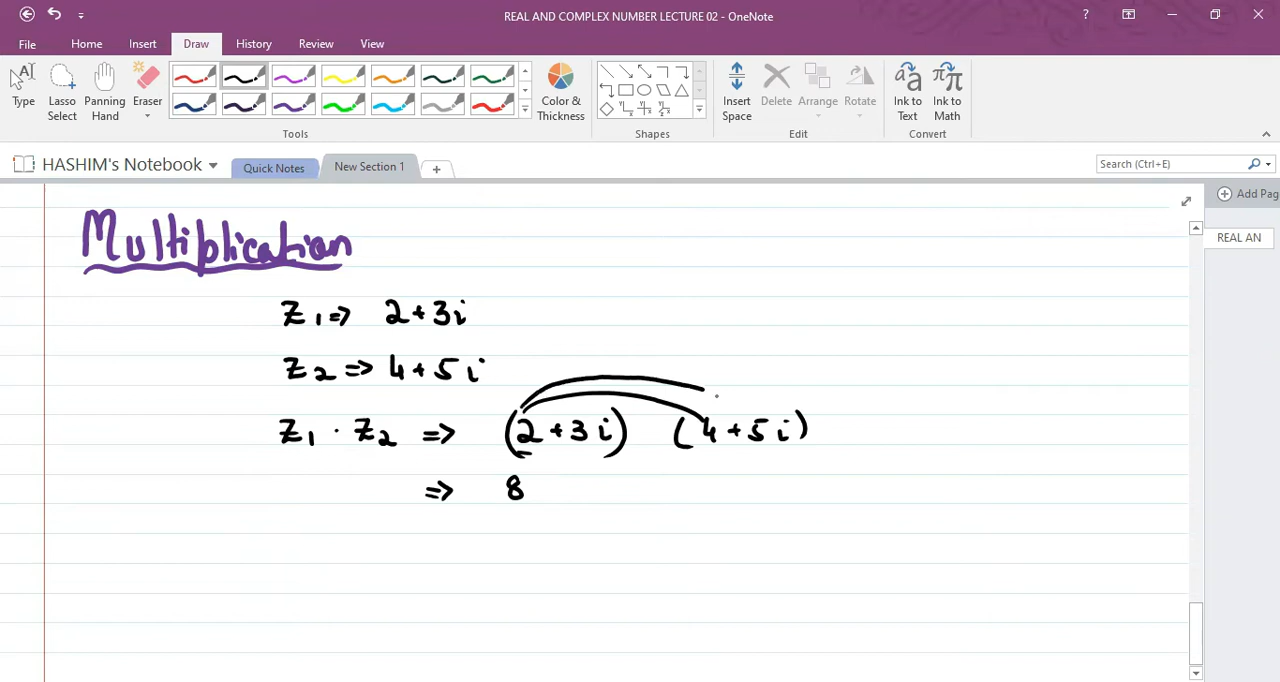 REAL AND COMPLEX NUMBER LECTURE 02 - OneNote
?
File Home Insert Draw History Review View
Type Lasso Select Panning Hand Eraser Color & Thickness Insert Space Delete Arrange Rotate Ink to Text Ink to Math
Tools Shapes Edit Convert
HASHIM's Notebook Quick Notes New Section 1 + Search (Ctrl+E)
Add Pag
REAL AN
Multiplication
Z1 => 2+3i
Z2 => 4+5i
Z1 · Z2 => (2+3i) (4+5i)
=> 8